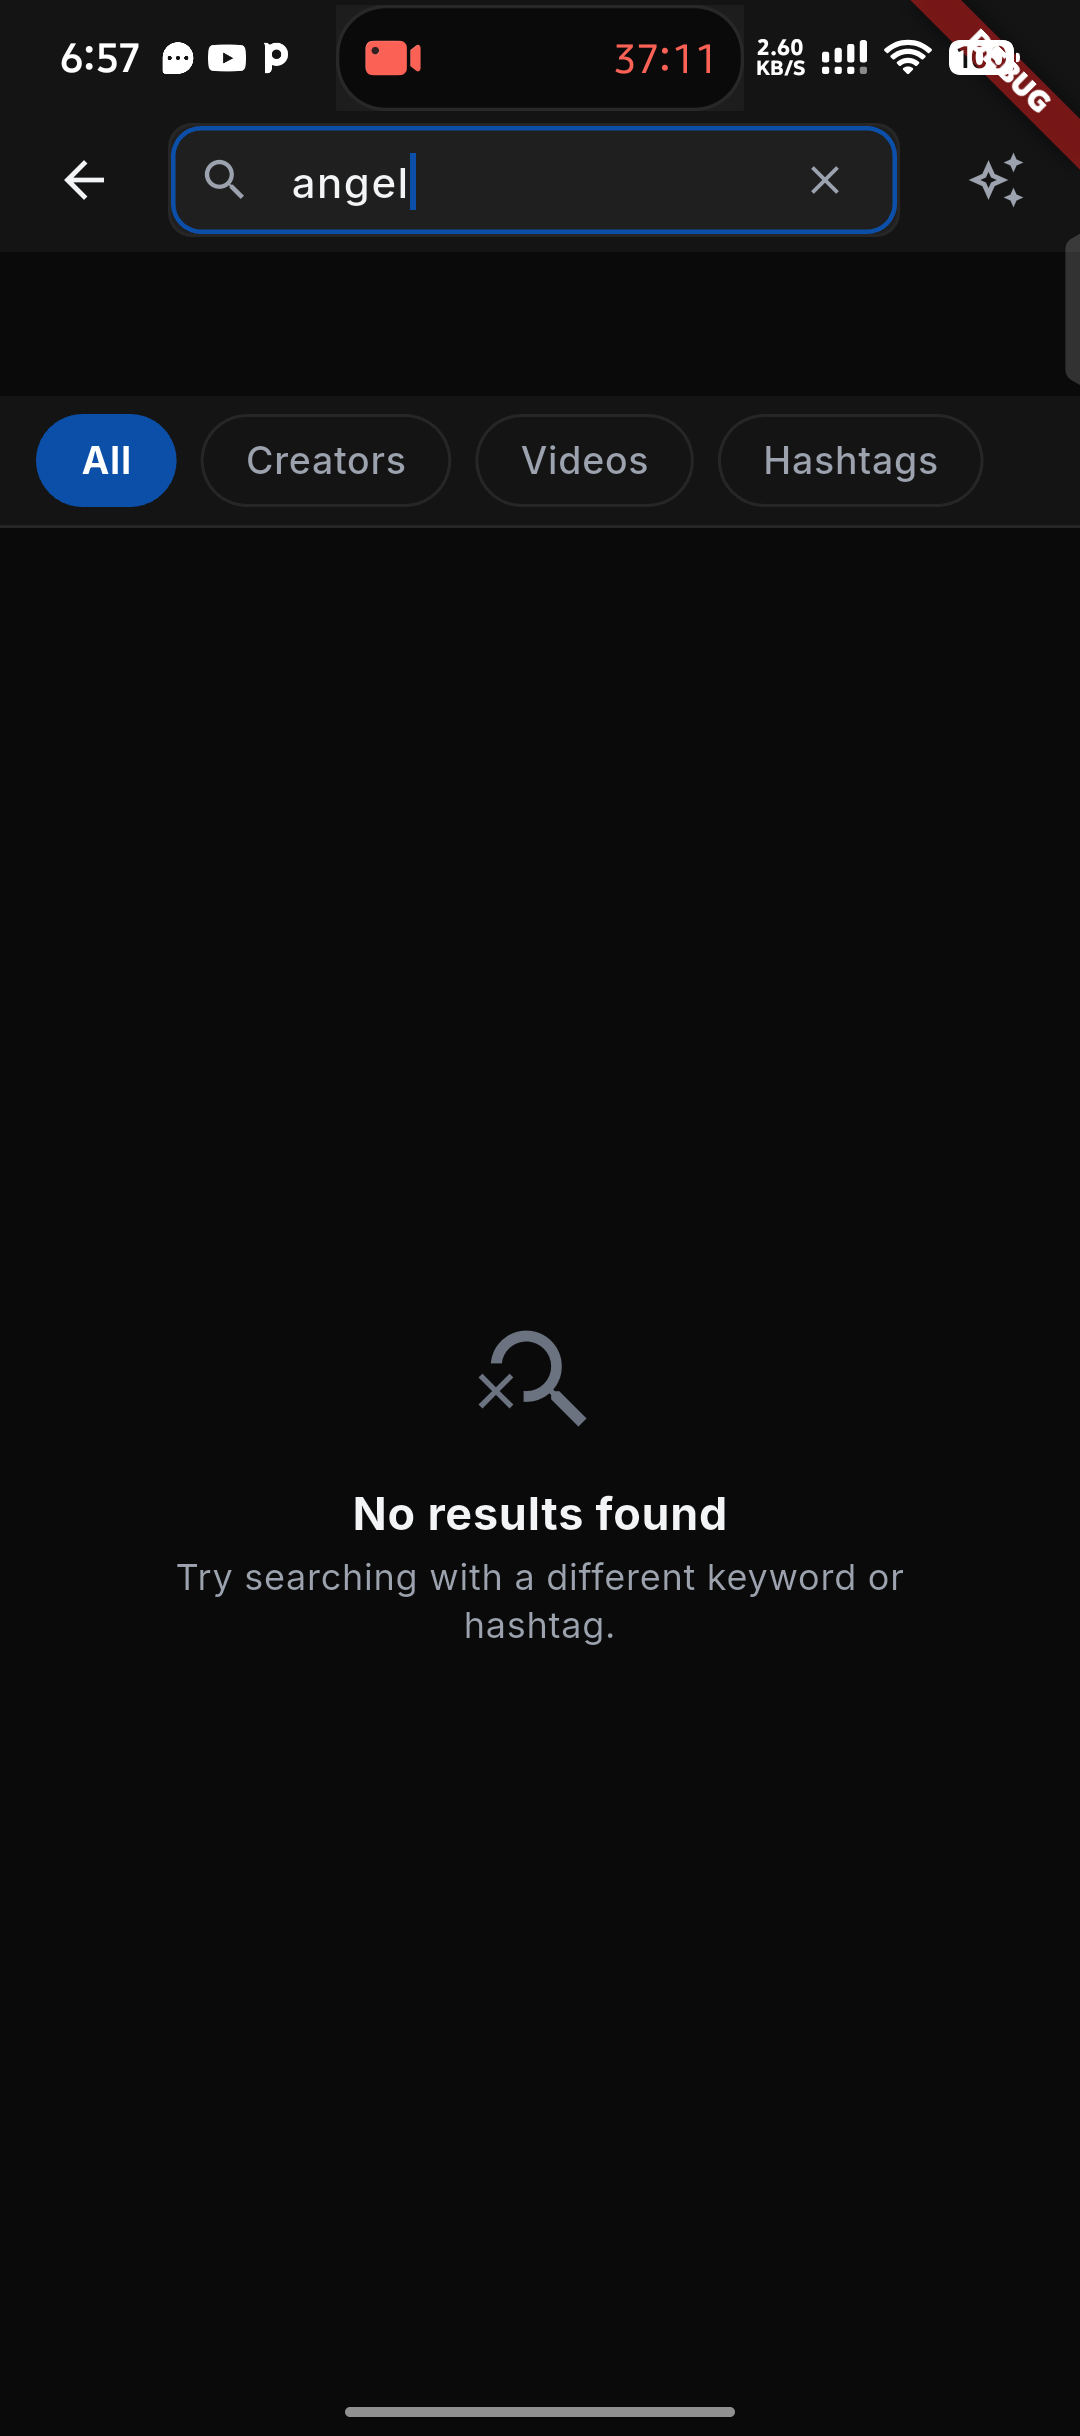 6:57
37:11
2.60
KB/S
angel
All
Creators
Videos
Hashtags
No results found
Try searching with a different keyword or
hashtag.